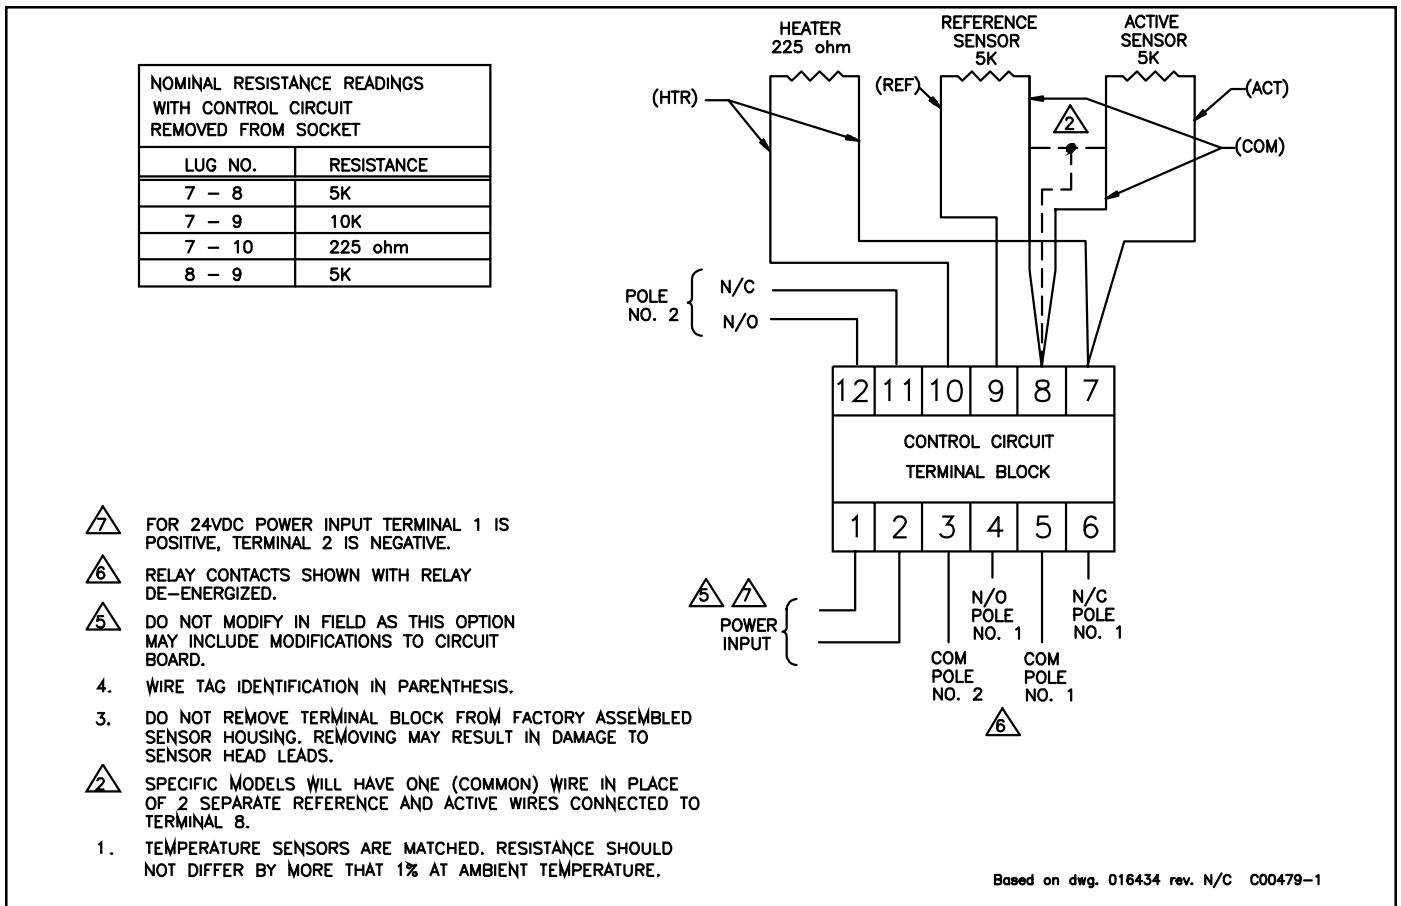 NOMINAL RESISTANCE READINGS
WITH CONTROL CIRCUIT
REMOVED FROM SOCKET
LUG NO. RESISTANCE
7 - 8 5K
7 - 9 10K
7 - 10 225 ohm
8 - 9 5K
HEATER
225 ohm
REFERENCE
SENSOR
5K
ACTIVE
SENSOR
5K
(HTR)
(REF)
(ACT)
2
(COM)
POLE
NO. 2
N/C
N/O
12 11 10 9 8 7
CONTROL CIRCUIT
TERMINAL BLOCK
1 2 3 4 5 6
5 7
POWER
INPUT
N/O
POLE
NO. 1
N/C
POLE
NO. 1
COM
POLE
NO. 2
COM
POLE
NO. 1
6
7 FOR 24VDC POWER INPUT TERMINAL 1 IS
POSITIVE, TERMINAL 2 IS NEGATIVE.
6 RELAY CONTACTS SHOWN WITH RELAY
DE-ENERGIZED.
5 DO NOT MODIFY IN FIELD AS THIS OPTION
MAY INCLUDE MODIFICATIONS TO CIRCUIT
BOARD.
4. WIRE TAG IDENTIFICATION IN PARENTHESIS.
3. DO NOT REMOVE TERMINAL BLOCK FROM FACTORY ASSEMBLED
SENSOR HOUSING. REMOVING MAY RESULT IN DAMAGE TO
SENSOR HEAD LEADS.
2 SPECIFIC MODELS WILL HAVE ONE (COMMON) WIRE IN PLACE
OF 2 SEPARATE REFERENCE AND ACTIVE WIRES CONNECTED TO
TERMINAL 8.
1. TEMPERATURE SENSORS ARE MATCHED. RESISTANCE SHOULD
NOT DIFFER BY MORE THAT 1% AT AMBIENT TEMPERATURE.
Based on dwg. 016434 rev. N/C C00479-1